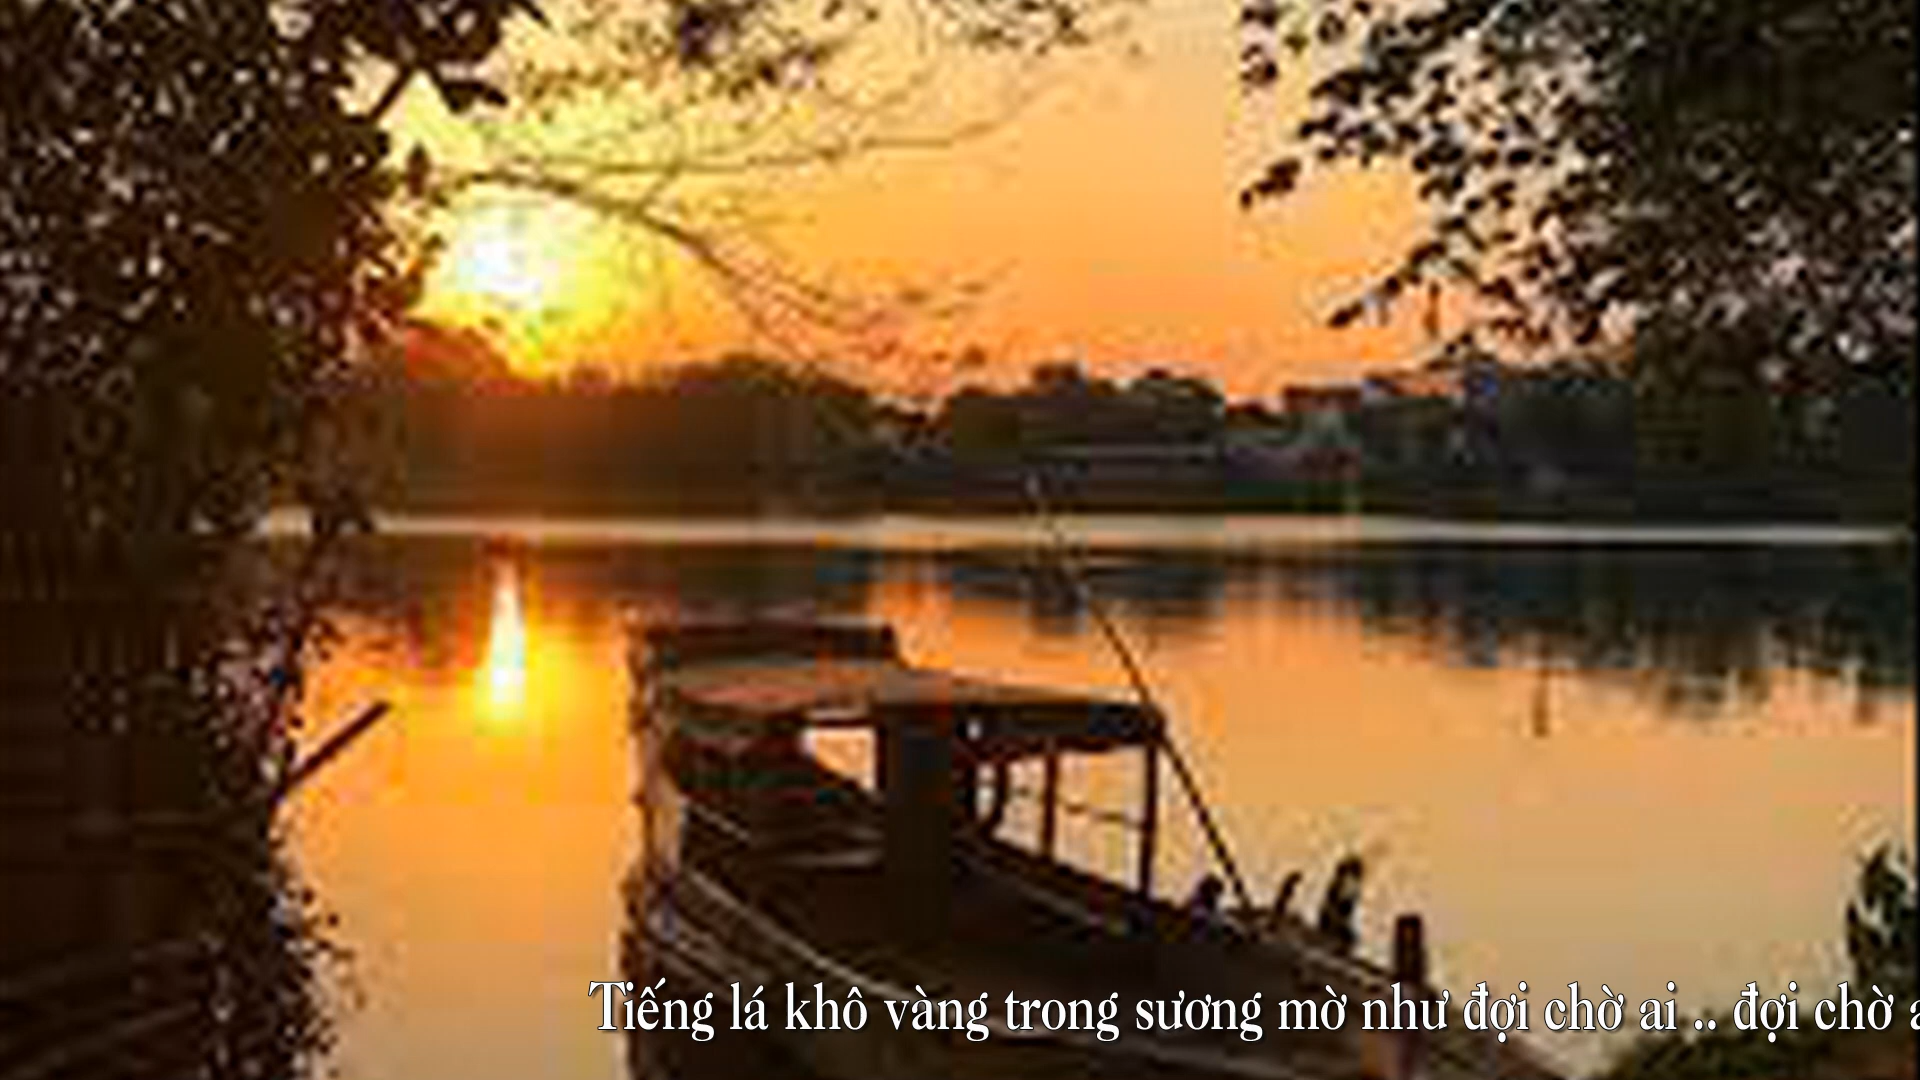 Tiếng lá khô vàng trong sương mờ như đợi chờ ai .. đợi chờ